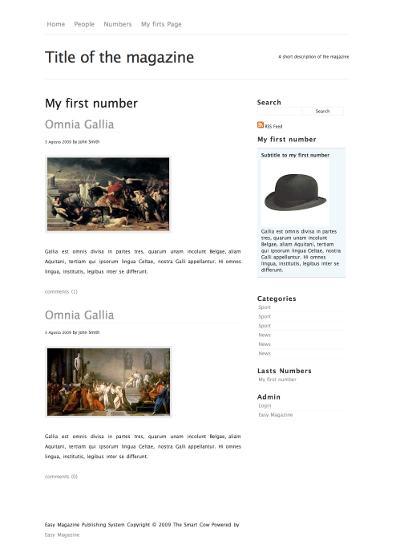 Home People Numbers My firts Page
Title of the magazine
A short description of the magazine
My first number
Omnia Gallia
5 Agosto 2009 by John Smith
Gallia est omnis divisa in partes tres, quarum unam incolunt Belgae, aliam
Aquitani, tertiam qui ipsorum lingua Celtae, nostra Galli appellantur. Hi omnes
lingua, institutis, legibus inter se differunt.
comments (1)
Omnia Gallia
5 Agosto 2009 by John Smith
Gallia est omnis divisa in partes tres, quarum unam incolunt Belgae, aliam
Aquitani, tertiam qui ipsorum lingua Celtae, nostra Galli appellantur. Hi omnes
lingua, institutis, legibus inter se differunt.
comments (0)
Search
Search
RSS Feed
My first number
Subtitle to my first number
Gallia est omnis divisa in partes
tres, quarum unam incolunt
Belgae, aliam Aquitani, tertiam
qui ipsorum lingua Celtae, nostra
Galli appellantur. Hi omnes
lingua, institutis, legibus inter se
differunt.
Categories
Sport
Sport
Sport
News
News
News
Lasts Numbers
My first number
Admin
Login
Easy Magazine
Easy Magazine Publishing System Copyright © 2009 The Smart Cow Powered by
Easy Magazine